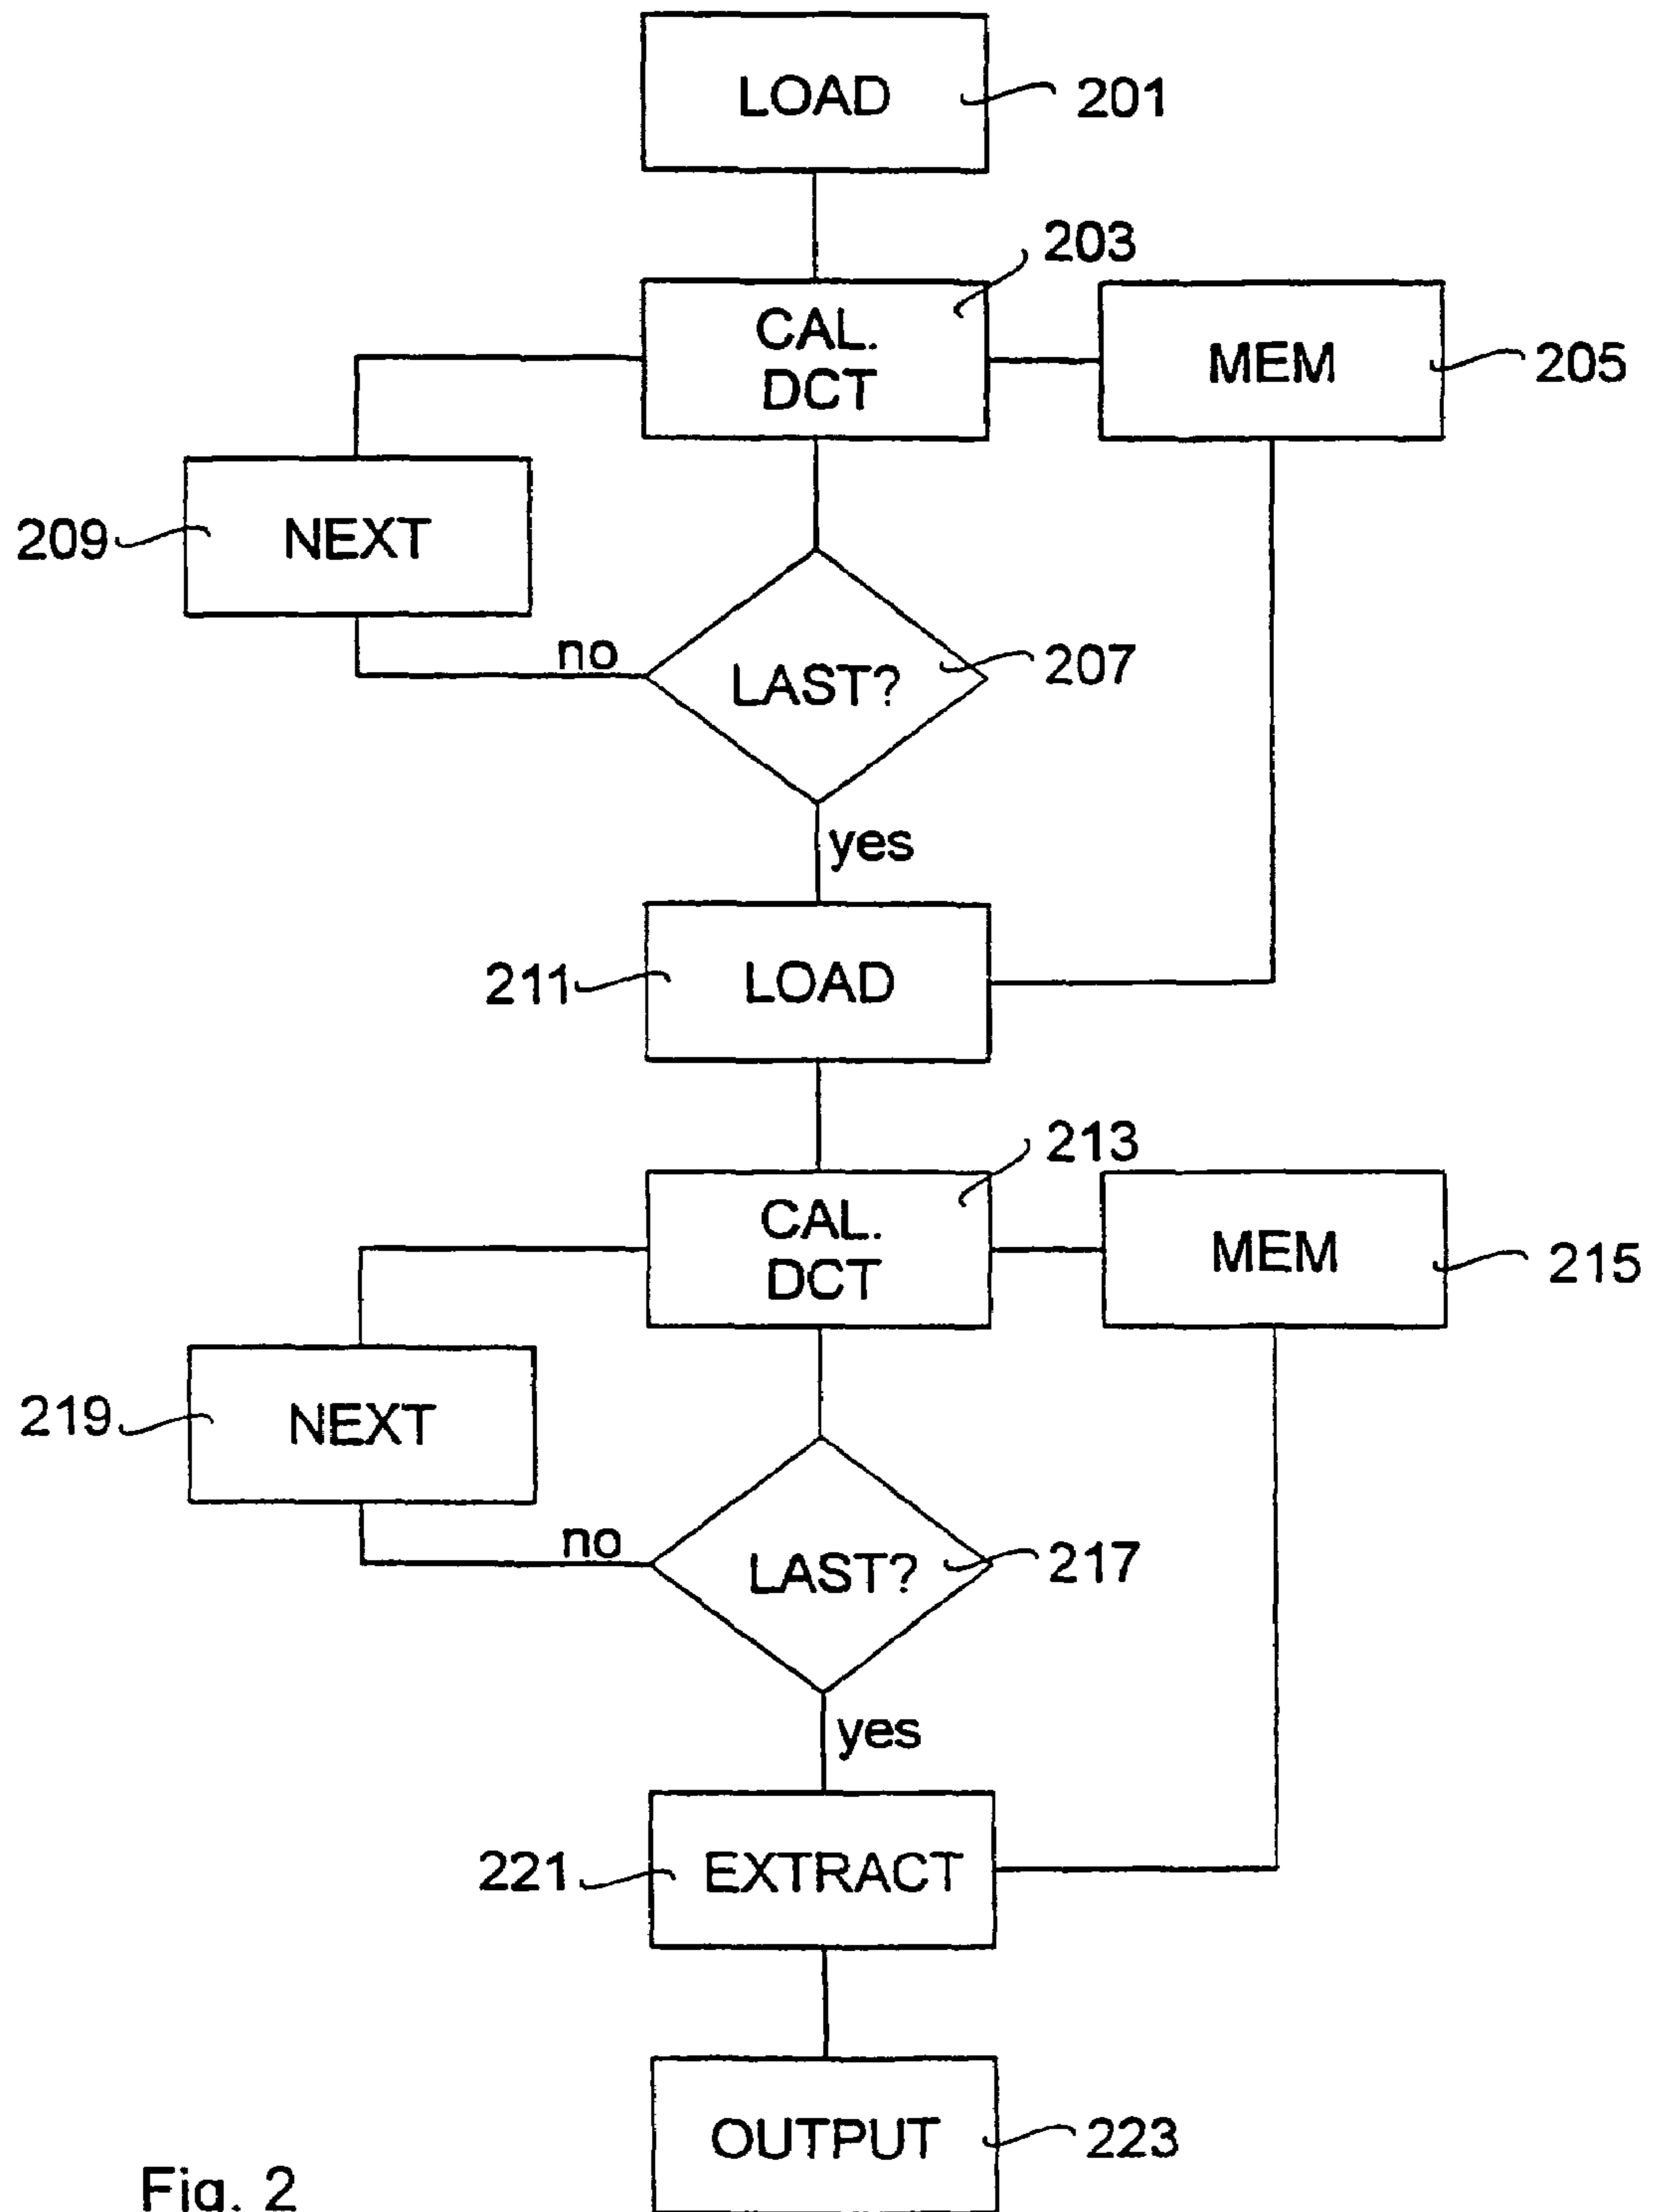 LOAD
201
203
CAL.
DCT
MEM
205
209
NEXT
no
LAST?
207
yes
211
LOAD
213
CAL.
DCT
MEM
215
219
NEXT
no
LAST?
217
yes
221
EXTRACT
OUTPUT
223
Fig. 2